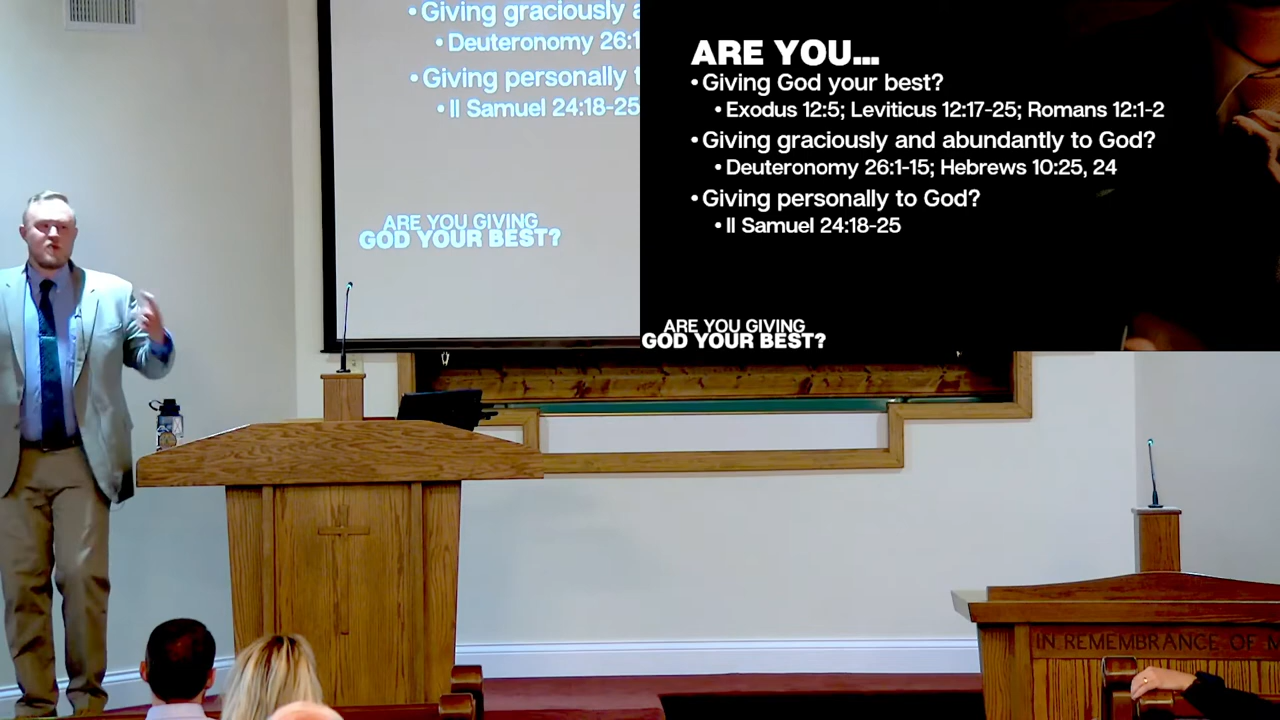 • Giving graciously a
• Deuteronomy 26:1
• Giving personally t
• II Samuel 24:18-25
ARE YOU GIVING
GOD YOUR BEST?
ARE YOU...
• Giving God your best?
• Exodus 12:5; Leviticus 12:17-25; Romans 12:1-2
• Giving graciously and abundantly to God?
• Deuteronomy 26:1-15; Hebrews 10:25, 24
• Giving personally to God?
• II Samuel 24:18-25
ARE YOU GIVING
GOD YOUR BEST?
IN REMEMBRANCE OF M